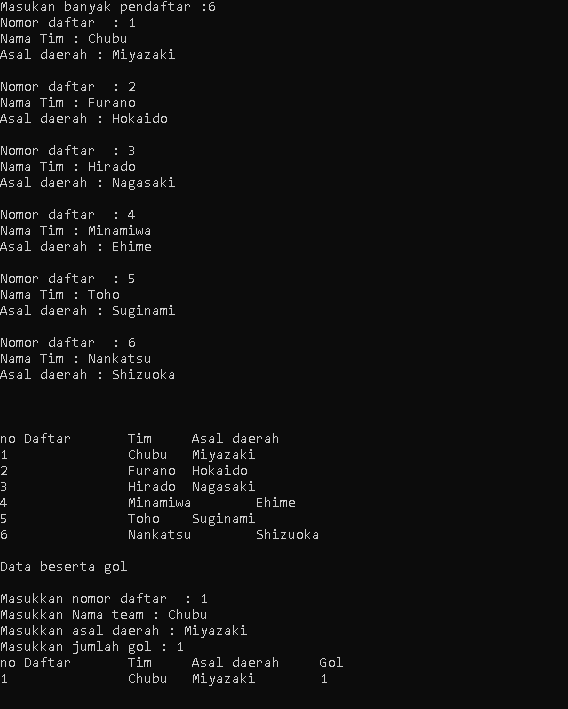 Masukan banyak pendaftar :6
Nomor daftar  : 1
Nama Tim : Chubu
Asal daerah : Miyazaki
Nomor daftar  : 2
Nama Tim : Furano
Asal daerah : Hokaido
Nomor daftar  : 3
Nama Tim : Hirado
Asal daerah : Nagasaki
Nomor daftar  : 4
Nama Tim : Minamiwa
Asal daerah : Ehime
Nomor daftar  : 5
Nama Tim : Toho
Asal daerah : Suginami
Nomor daftar  : 6
Nama Tim : Nankatsu
Asal daerah : Shizuoka
no Daftar       Tim     Asal daerah
1               Chubu   Miyazaki
2               Furano  Hokaido
3               Hirado  Nagasaki
4               Minamiwa        Ehime
5               Toho    Suginami
6               Nankatsu        Shizuoka
Data beserta gol
Masukkan nomor daftar  : 1
Masukkan Nama team : Chubu
Masukkan asal daerah : Miyazaki
Masukkan jumlah gol : 1
no Daftar       Tim     Asal daerah     Gol
1               Chubu   Miyazaki        1